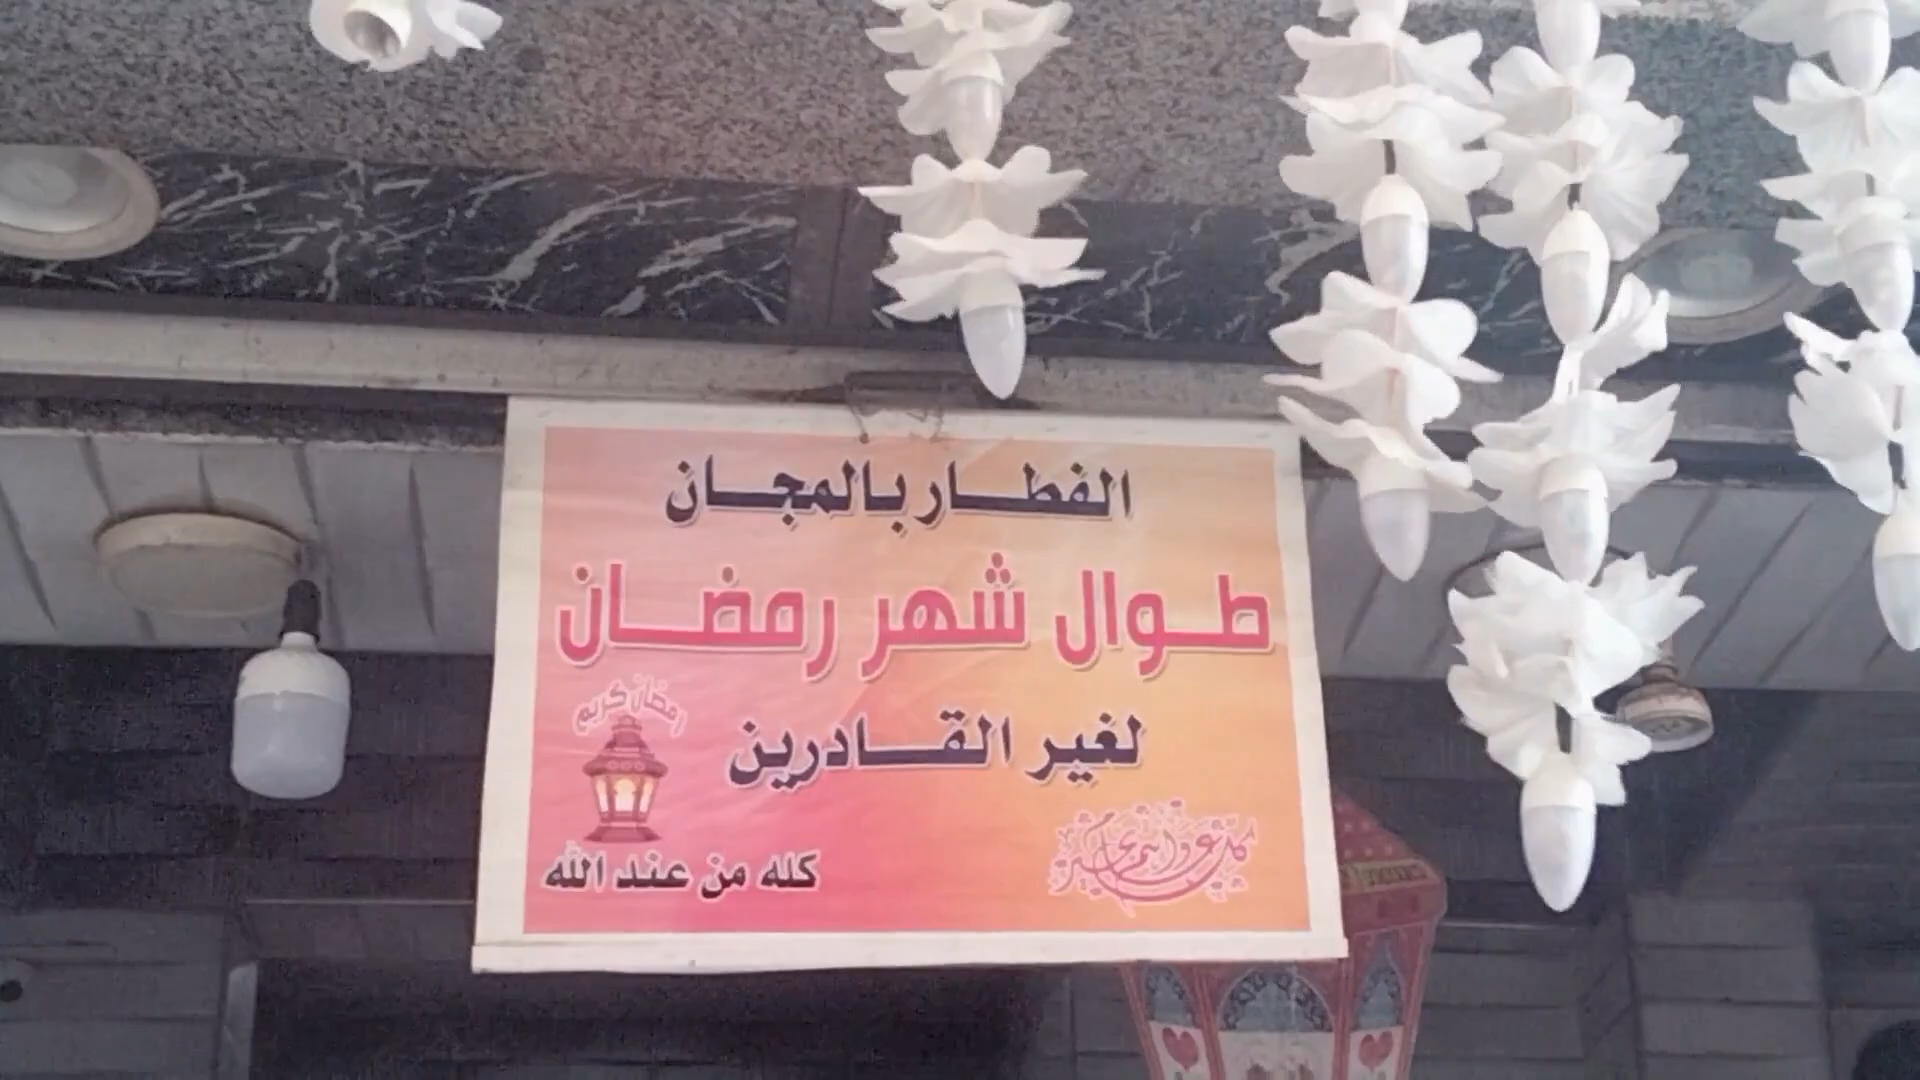 الفطار بالمجان
طوال شهر رمضان
لغير القادرين
رمضان كريم
كل عام وانتم بخير
كله من عند الله